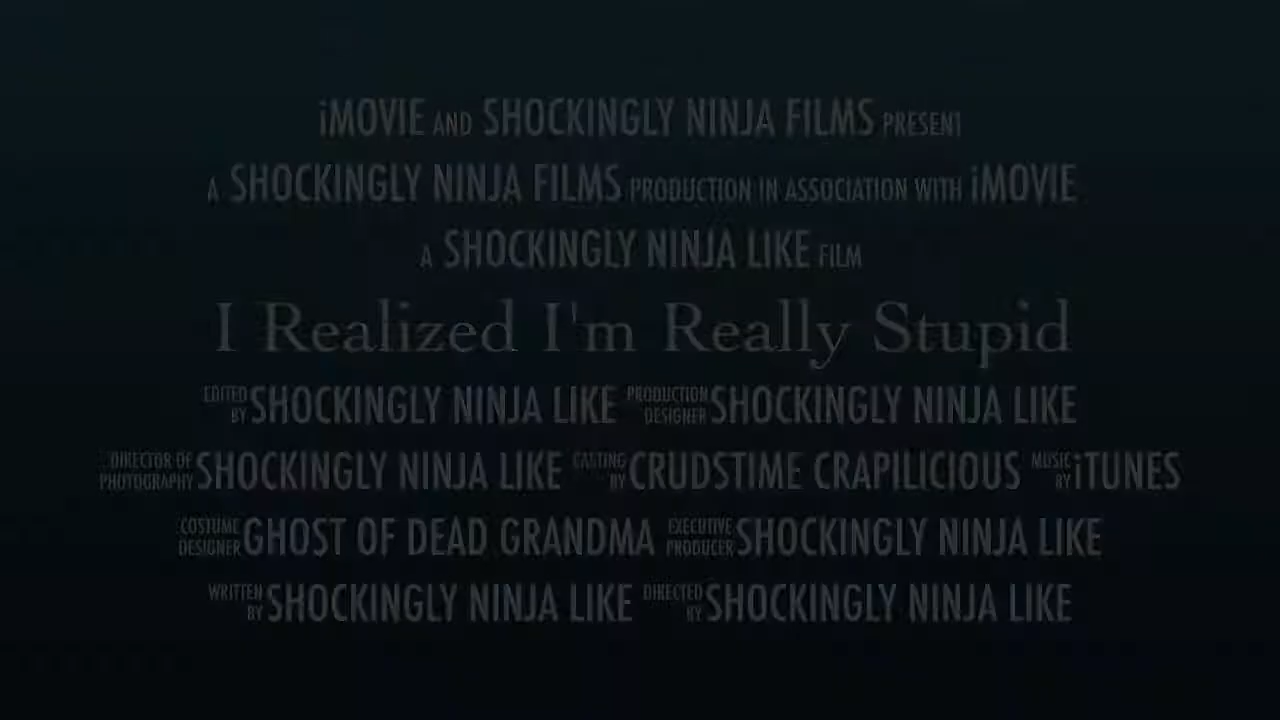 iMOVIE AND SHOCKINGLY NINJA FILMS PRESENT
A SHOCKINGLY NINJA FILMS PRODUCTION IN ASSOCIATION WITH iMOVIE
A SHOCKINGLY NINJA LIKE FILM
I Realized I'm Really Stupid
EDITED BY SHOCKINGLY NINJA LIKE PRODUCTION DESIGNER SHOCKINGLY NINJA LIKE
DIRECTOR OF PHOTOGRAPHY SHOCKINGLY NINJA LIKE CASTING BY CRUDSTIME CRAPILICIOUS MUSIC BY iTUNES
COSTUME DESIGNER GHOST OF DEAD GRANDMA EXECUTIVE PRODUCER SHOCKINGLY NINJA LIKE
WRITTEN BY SHOCKINGLY NINJA LIKE DIRECTED BY SHOCKINGLY NINJA LIKE